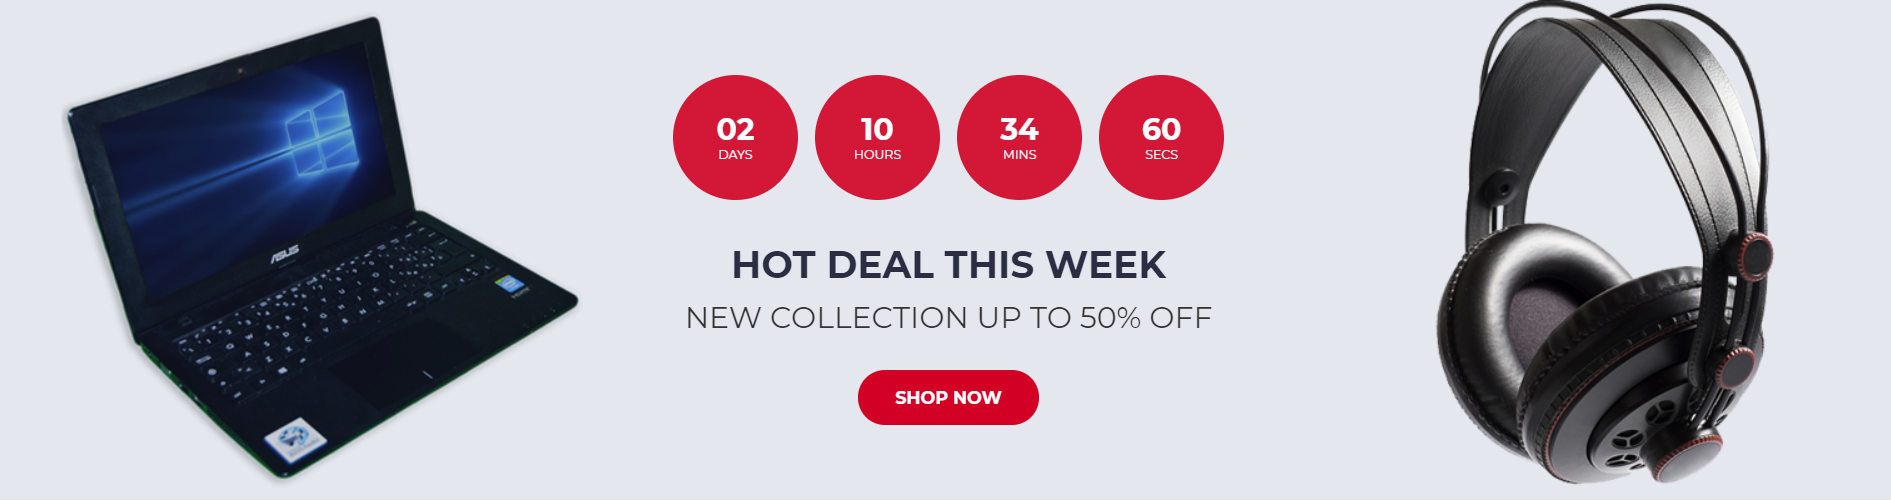 02
DAYS
10
HOURS
34
MINS
60
SECS
HOT DEAL THIS WEEK
NEW COLLECTION UP TO 50% OFF
SHOP NOW
ASUS